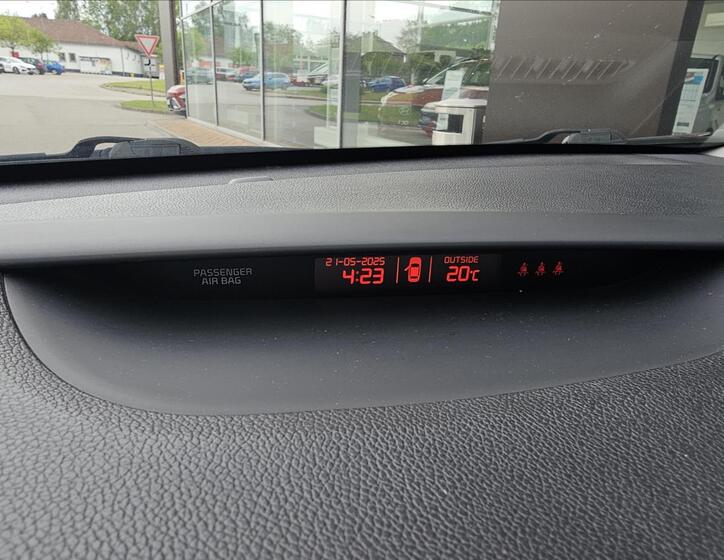 PASSENGER
AIR BAG
21-05-2025
4:23
OUTSIDE
20°C